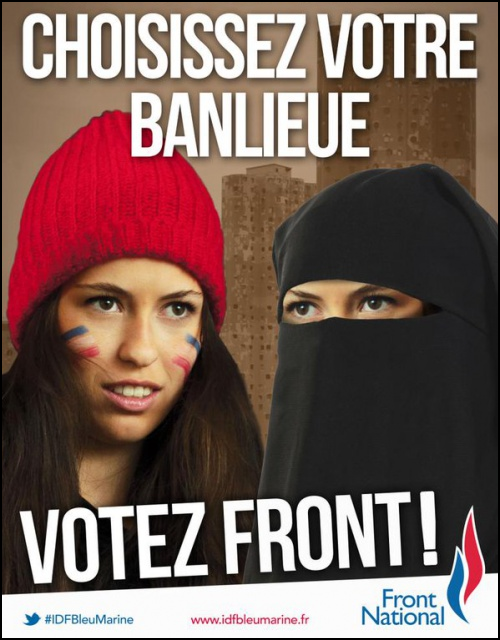 CHOISISSEZ VOTRE
BANLIEUE
VOTEZ FRONT!
Front
National
#IDFBleuMarine
www.idfbleumarine.fr